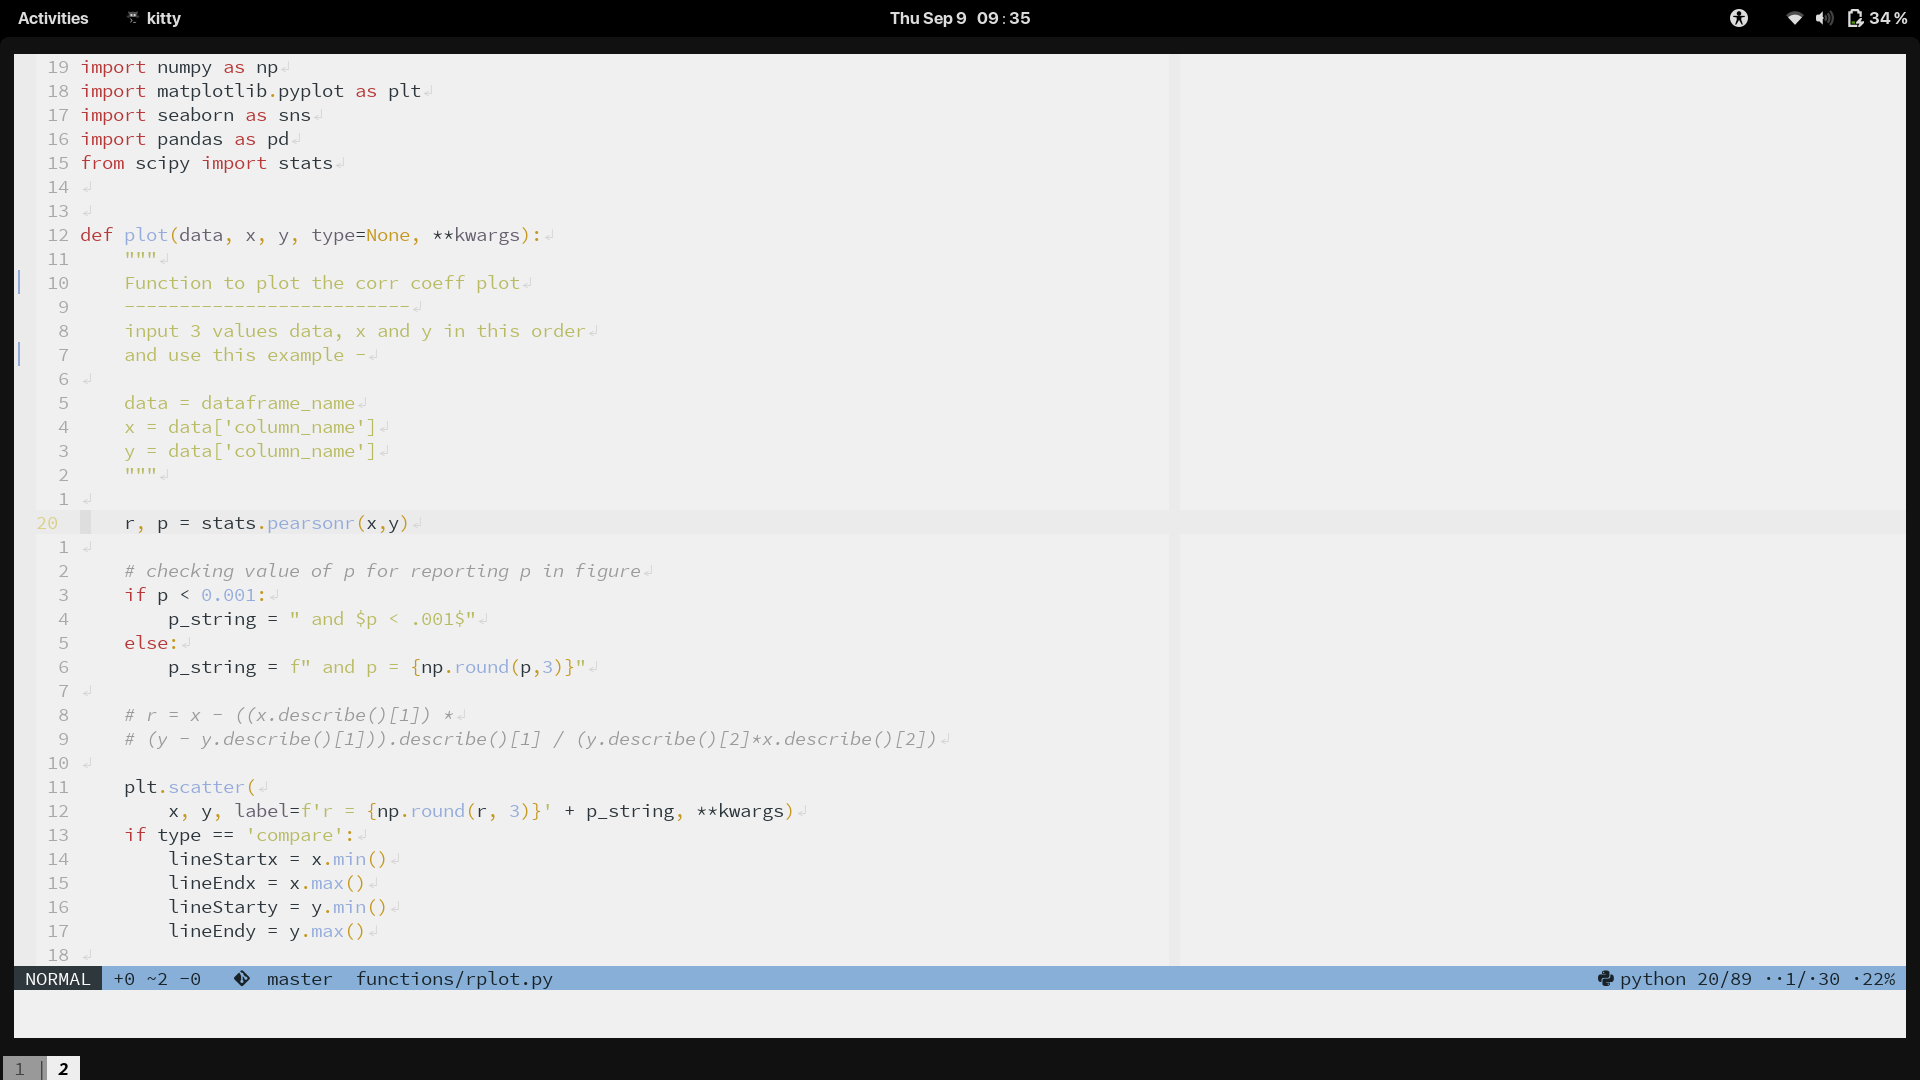 Activities kitty Thu Sep 9 09:35 34 %
19 import numpy as np
18 import matplotlib.pyplot as plt
17 import seaborn as sns
16 import pandas as pd
15 from scipy import stats
14
13
12 def plot(data, x, y, type=None, **kwargs):
11     """
10     Function to plot the corr coeff plot
9     --------------------------
8     input 3 values data, x and y in this order
7     and use this example -
6
5     data = dataframe_name
4     x = data['column_name']
3     y = data['column_name']
2     """
1
20     r, p = stats.pearsonr(x,y)
1
2     # checking value of p for reporting p in figure
3     if p < 0.001:
4         p_string = " and $p < .001$"
5     else:
6         p_string = f" and p = {np.round(p,3)}"
7
8     # r = x - ((x.describe()[1]) *
9     # (y - y.describe()[1])).describe()[1] / (y.describe()[2]*x.describe()[2])
10
11     plt.scatter(
12         x, y, label=f'r = {np.round(r, 3)}' + p_string, **kwargs)
13     if type == 'compare':
14         lineStartx = x.min()
15         lineEndx = x.max()
16         lineStarty = y.min()
17         lineEndy = y.max()
18
NORMAL +0 ~2 -0 master functions/rplot.py python 20/89 ··1/·30 ·22%
1 | 2